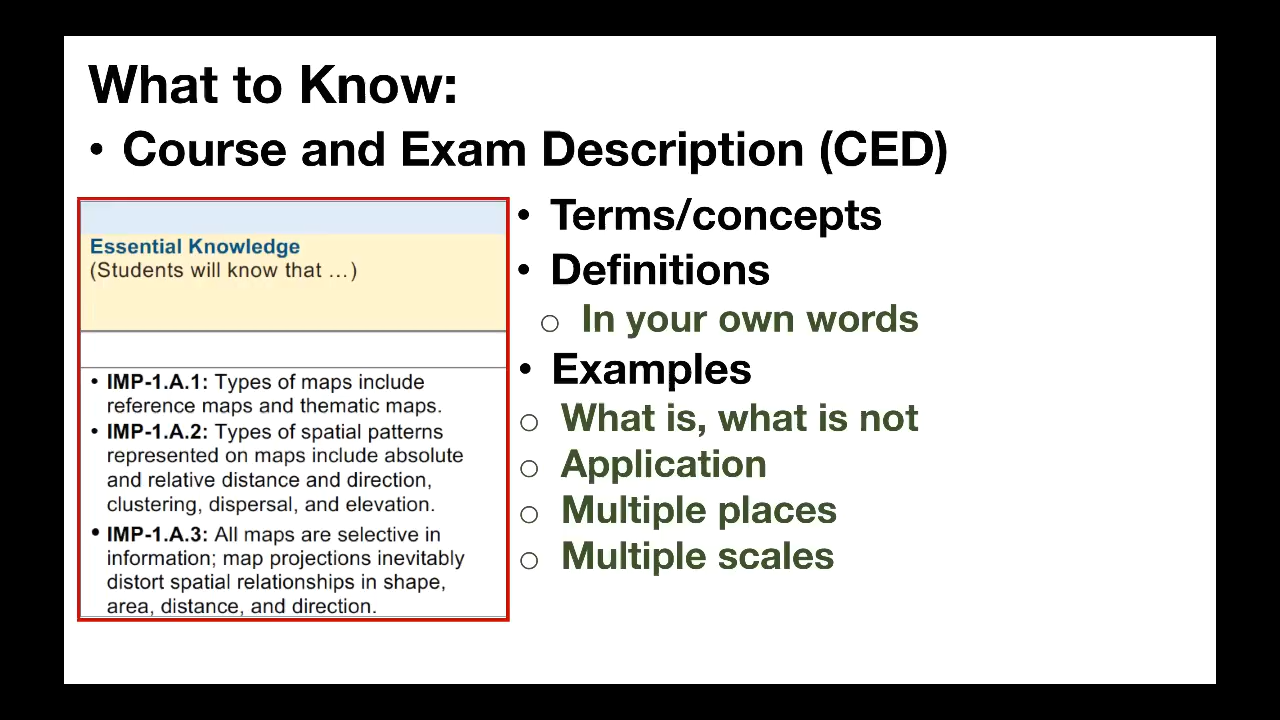 What to Know:
• Course and Exam Description (CED)
Essential Knowledge
(Students will know that …)
• IMP-1.A.1: Types of maps include
reference maps and thematic maps.
• IMP-1.A.2: Types of spatial patterns
represented on maps include absolute
and relative distance and direction,
clustering, dispersal, and elevation.
• IMP-1.A.3: All maps are selective in
information; map projections inevitably
distort spatial relationships in shape,
area, distance, and direction.
• Terms/concepts
• Definitions
○ In your own words
• Examples
○ What is, what is not
○ Application
○ Multiple places
○ Multiple scales